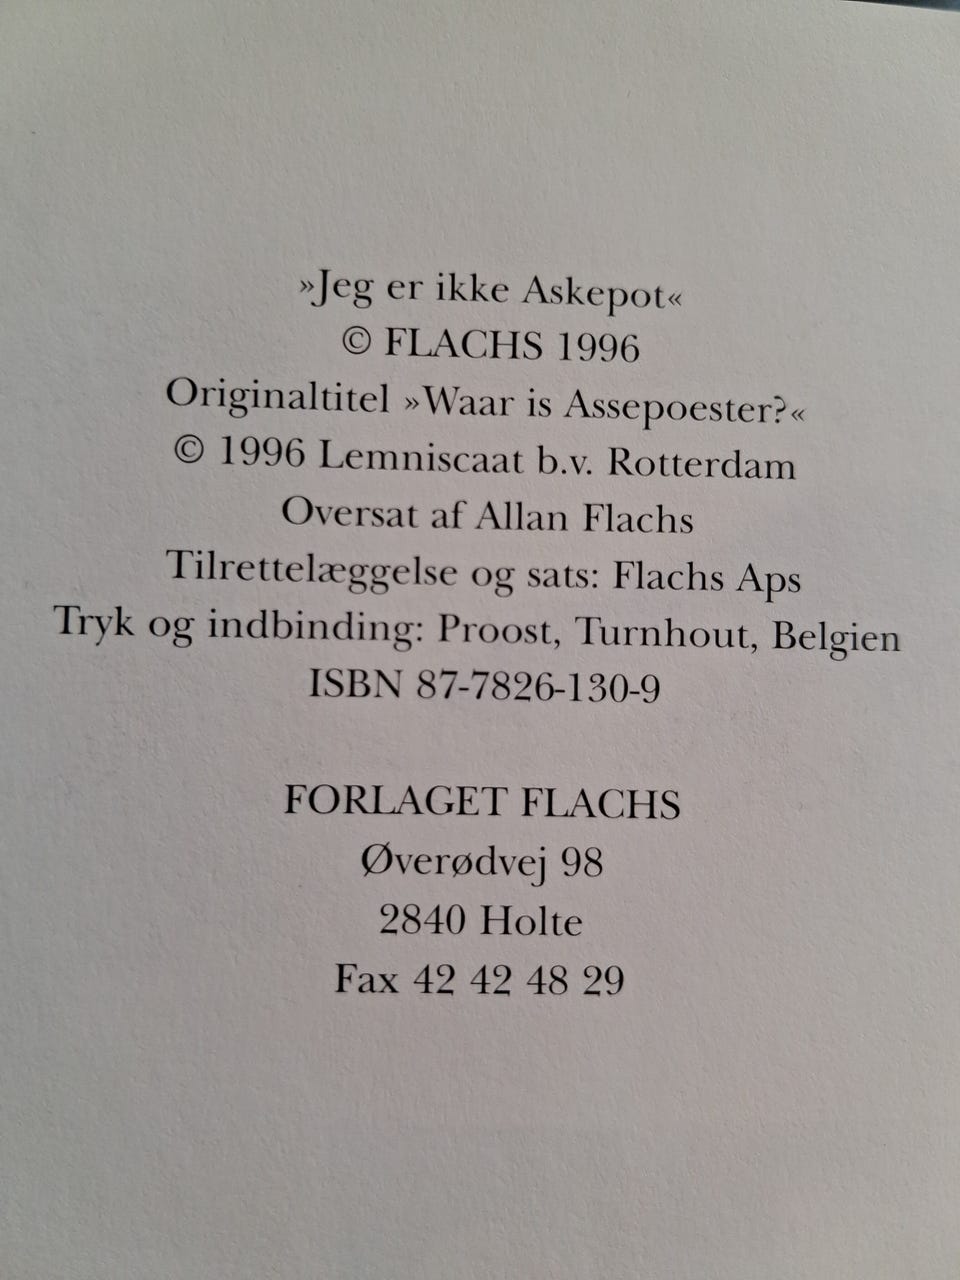 »Jeg er ikke Askepot«
© FLACHS 1996
Originaltitel »Waar is Assepoester?«
© 1996 Lemniscaat b.v. Rotterdam
Oversat af Allan Flachs
Tilrettelæggelse og sats: Flachs Aps
Tryk og indbinding: Proost, Turnhout, Belgien
ISBN 87-7826-130-9
FORLAGET FLACHS
Øverødvej 98
2840 Holte
Fax 42 42 48 29